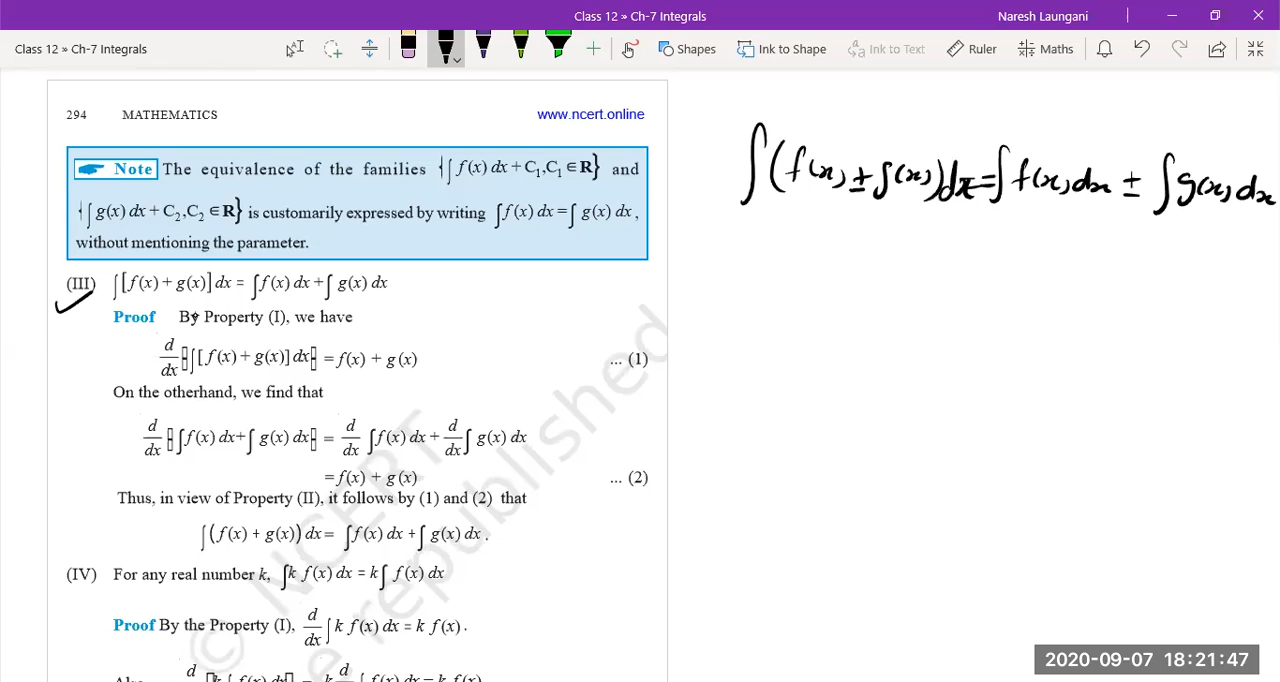 Class 12 » Ch-7 Integrals
Naresh Laungani
Class 12 » Ch-7 Integrals
Shapes
Ink to Shape
Ink to Text
Ruler
Maths
294 MATHEMATICS
www.ncert.online
Note The equivalence of the families {∫ f(x) dx + C₁, C₁ ∈ R} and
{∫ g(x) dx + C₂, C₂ ∈ R} is customarily expressed by writing ∫ f(x) dx = ∫ g(x) dx,
without mentioning the parameter.
(III) ∫ [f(x) + g(x)] dx = ∫ f(x) dx + ∫ g(x) dx
Proof By Property (I), we have
d/dx [∫ [f(x) + g(x)] dx] = f(x) + g(x) ... (1)
On the otherhand, we find that
d/dx [∫ f(x) dx + ∫ g(x) dx] = d/dx ∫ f(x) dx + d/dx ∫ g(x) dx
= f(x) + g(x) ... (2)
Thus, in view of Property (II), it follows by (1) and (2) that
∫ (f(x) + g(x)) dx = ∫ f(x) dx + ∫ g(x) dx .
(IV) For any real number k, ∫ k f(x) dx = k ∫ f(x) dx
Proof By the Property (I), d/dx ∫ k f(x) dx = k f(x).
∫ (f(x) ± g(x)) dx = ∫ f(x) dx ± ∫ g(x) dx
© NCERT
e republished
2020-09-07 18:21:47